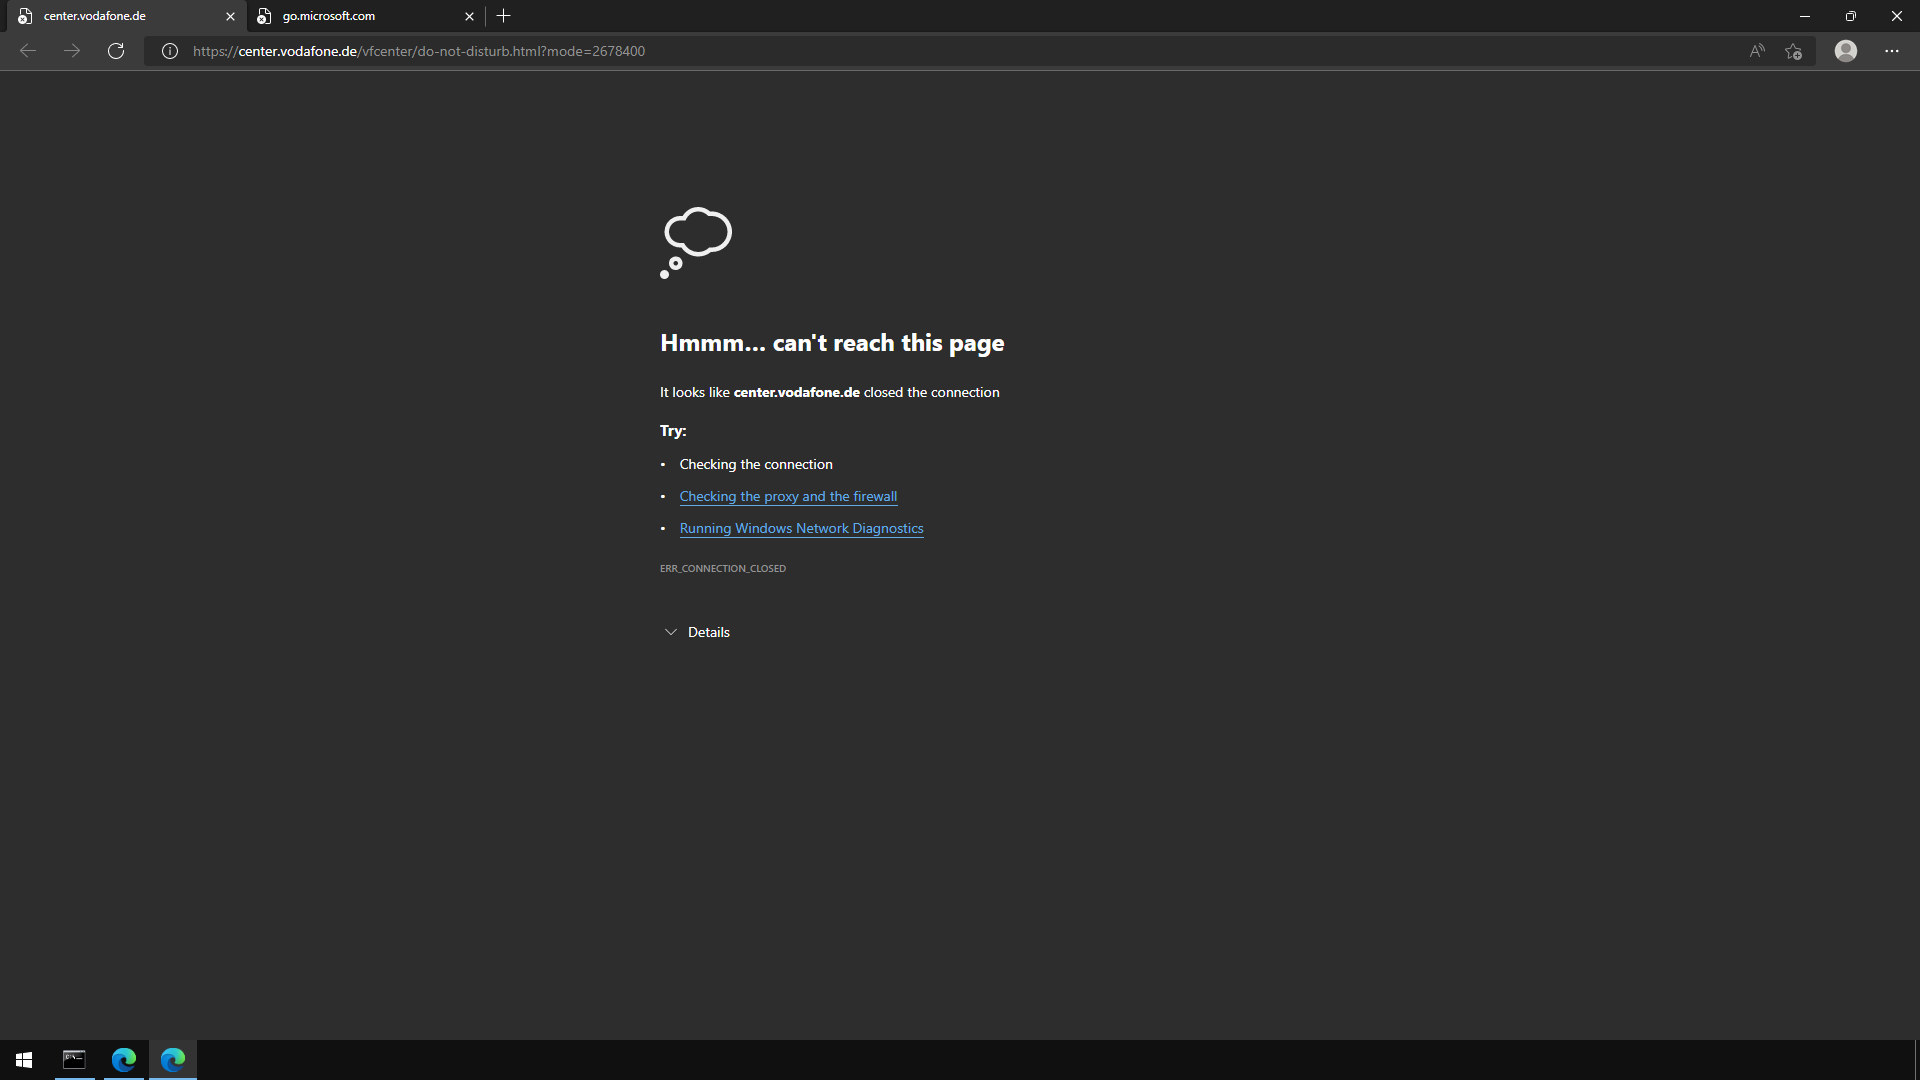 center.vodafone.de
go.microsoft.com
https://center.vodafone.de/vfcenter/do-not-disturb.html?mode=2678400
Hmmm... can't reach this page
It looks like center.vodafone.de closed the connection
Try:
• Checking the connection
• Checking the proxy and the firewall
• Running Windows Network Diagnostics
ERR_CONNECTION_CLOSED
Details